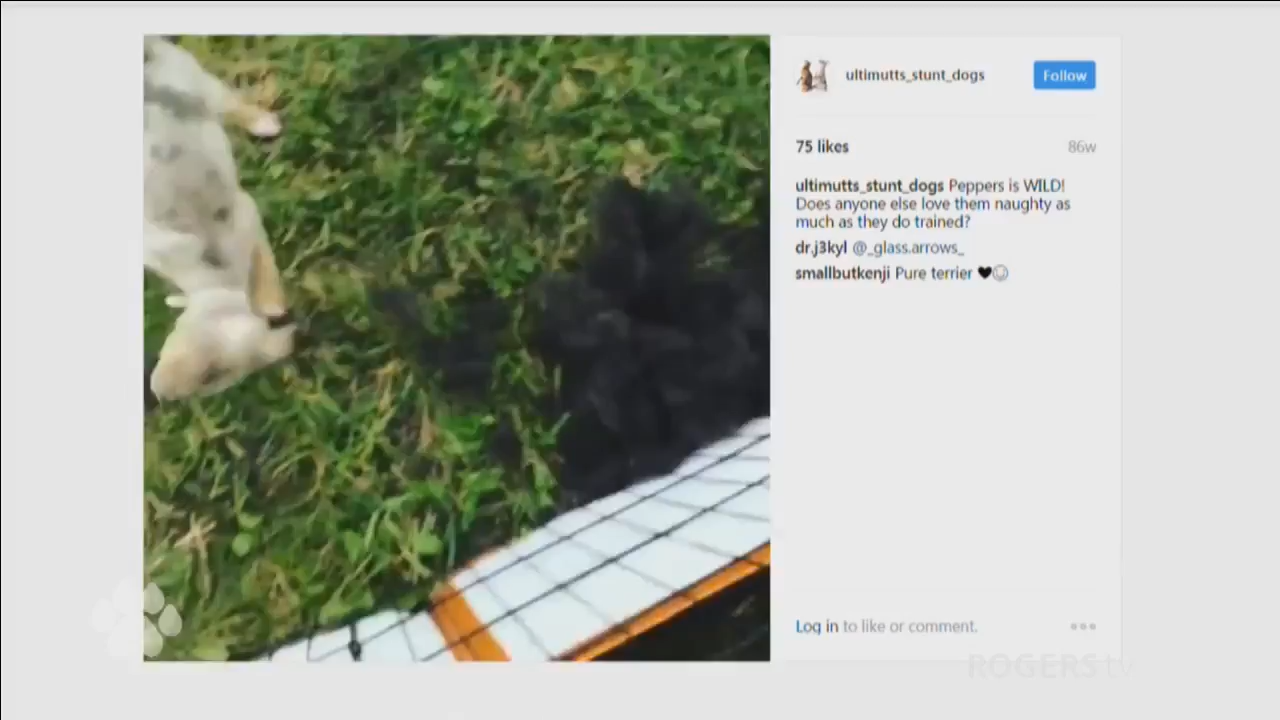 ultimutts_stunt_dogs
Follow
75 likes
86w
ultimutts_stunt_dogs Peppers is WILD!
Does anyone else love them naughty as
much as they do trained?
dr.j3kyl @_glass.arrows_
smallbutkenji Pure terrier 🖤☺
Log in to like or comment.
•••
ROGERS tv